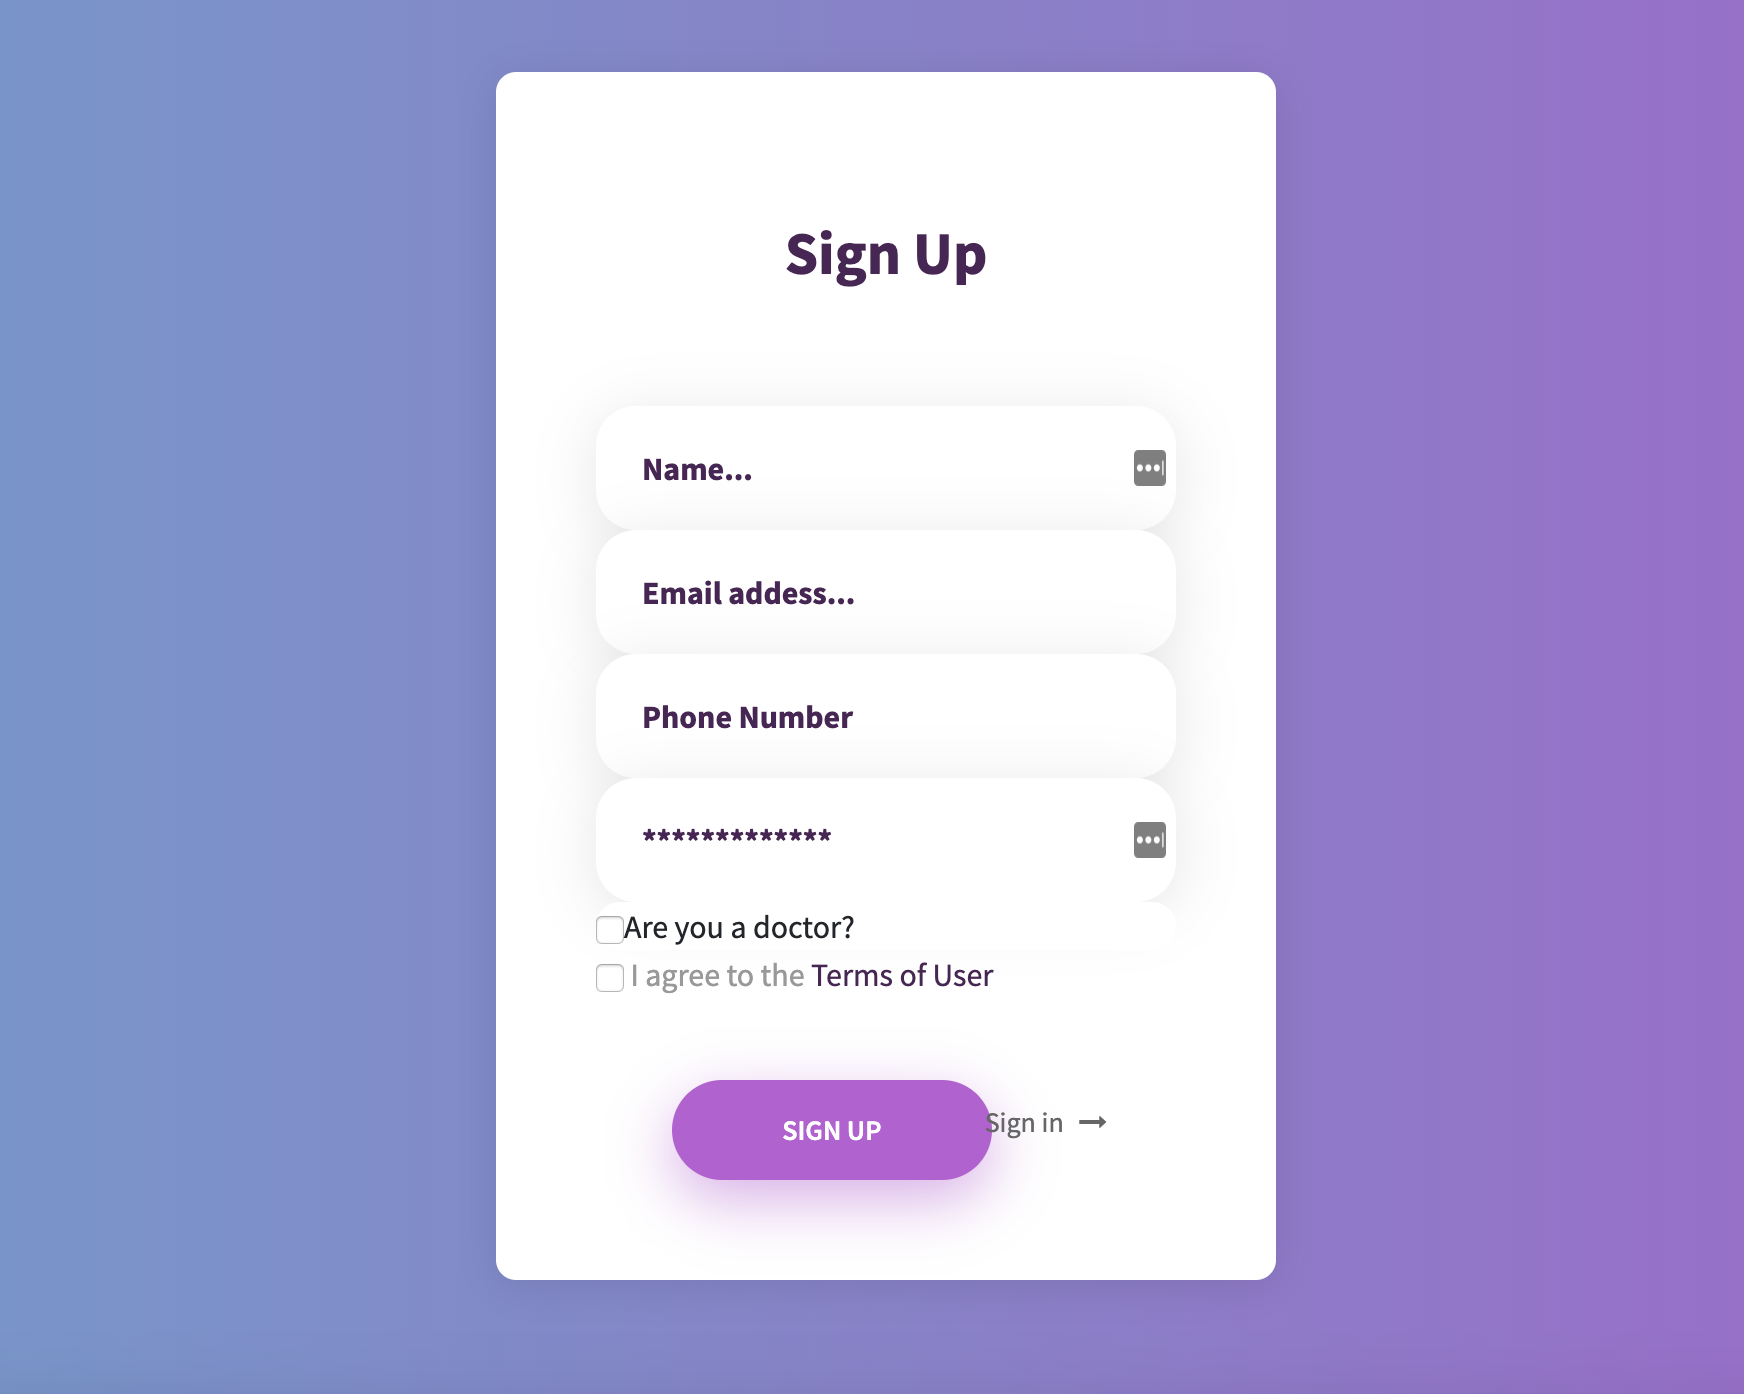 Sign Up
Name...
Email addess...
Phone Number
*************
Are you a doctor?
I agree to the Terms of User
SIGN UP
Sign in